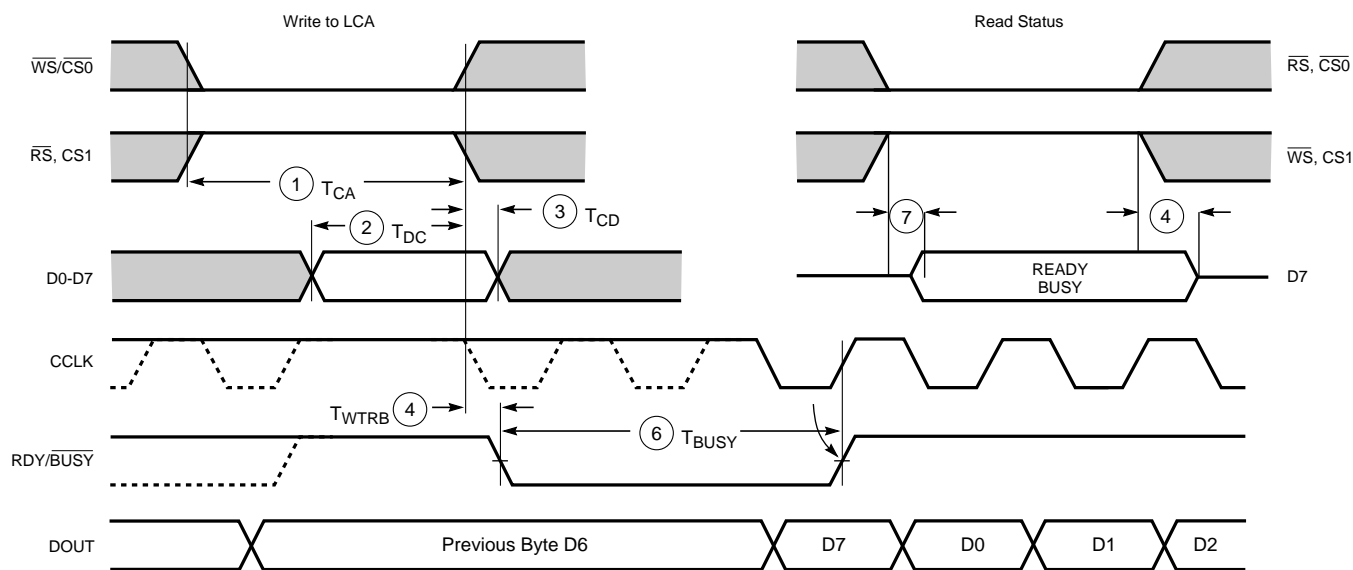 Write to LCA
Read Status
WS/CS0
RS, CS0
RS, CS1
WS, CS1
1 TCA
2 TDC
3 TCD
7
4
D0-D7
READY
BUSY
D7
CCLK
TWTRB 4
6 TBUSY
RDY/BUSY
DOUT
Previous Byte D6
D7
D0
D1
D2